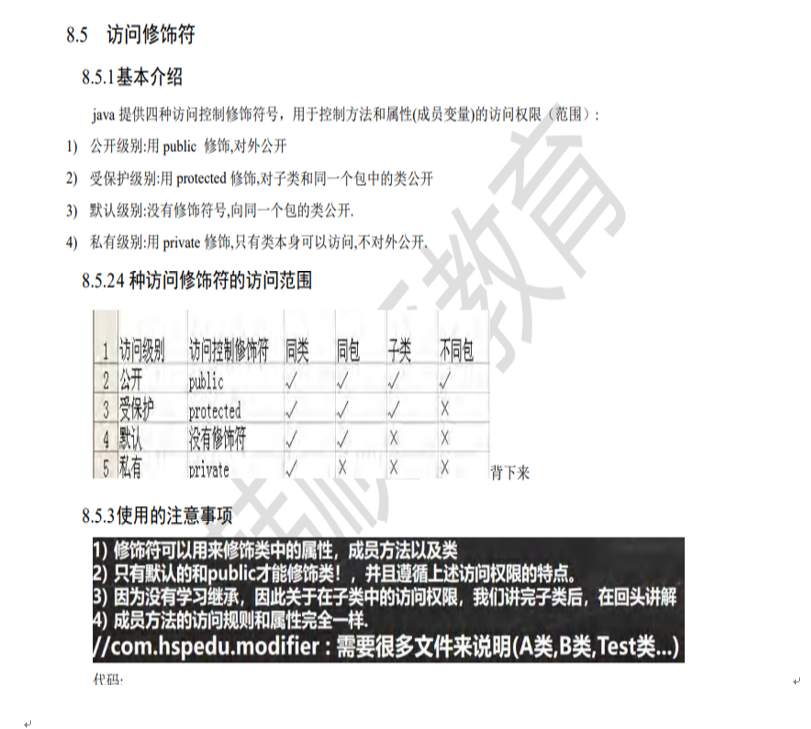 8.5 访问修饰符
8.5.1基本介绍
java 提供四种访问控制修饰符号，用于控制方法和属性(成员变量)的访问权限（范围）:
1) 公开级别:用 public 修饰,对外公开
2) 受保护级别:用 protected 修饰,对子类和同一个包中的类公开
3) 默认级别:没有修饰符号,向同一个包的类公开.
4) 私有级别:用 private 修饰,只有类本身可以访问,不对外公开.
8.5.24 种访问修饰符的访问范围
1 访问级别 访问控制修饰符 同类 同包 子类 不同包
2 公开 public √ √ √ √
3 受保护 protected √ √ √ X
4 默认 没有修饰符 √ √ X X
5 私有 private √ X X X
背下来
8.5.3使用的注意事项
1) 修饰符可以用来修饰类中的属性，成员方法以及类
2) 只有默认的和public才能修饰类！，并且遵循上述访问权限的特点。
3) 因为没有学习继承，因此关于在子类中的访问权限，我们讲完子类后，在回头讲解
4) 成员方法的访问规则和属性完全一样.
//com.hspedu.modifier : 需要很多文件来说明(A类,B类,Test类...)
代码:
教育